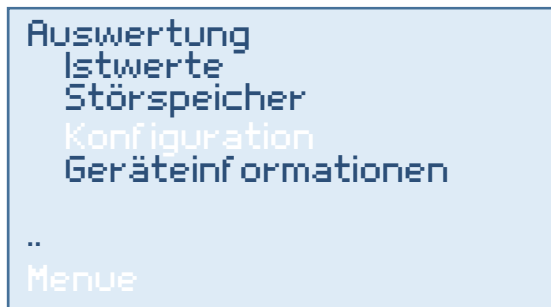 Auswertung
Istwerte
Störspeicher
Konfiguration
Geräteinformationen
..
Menue